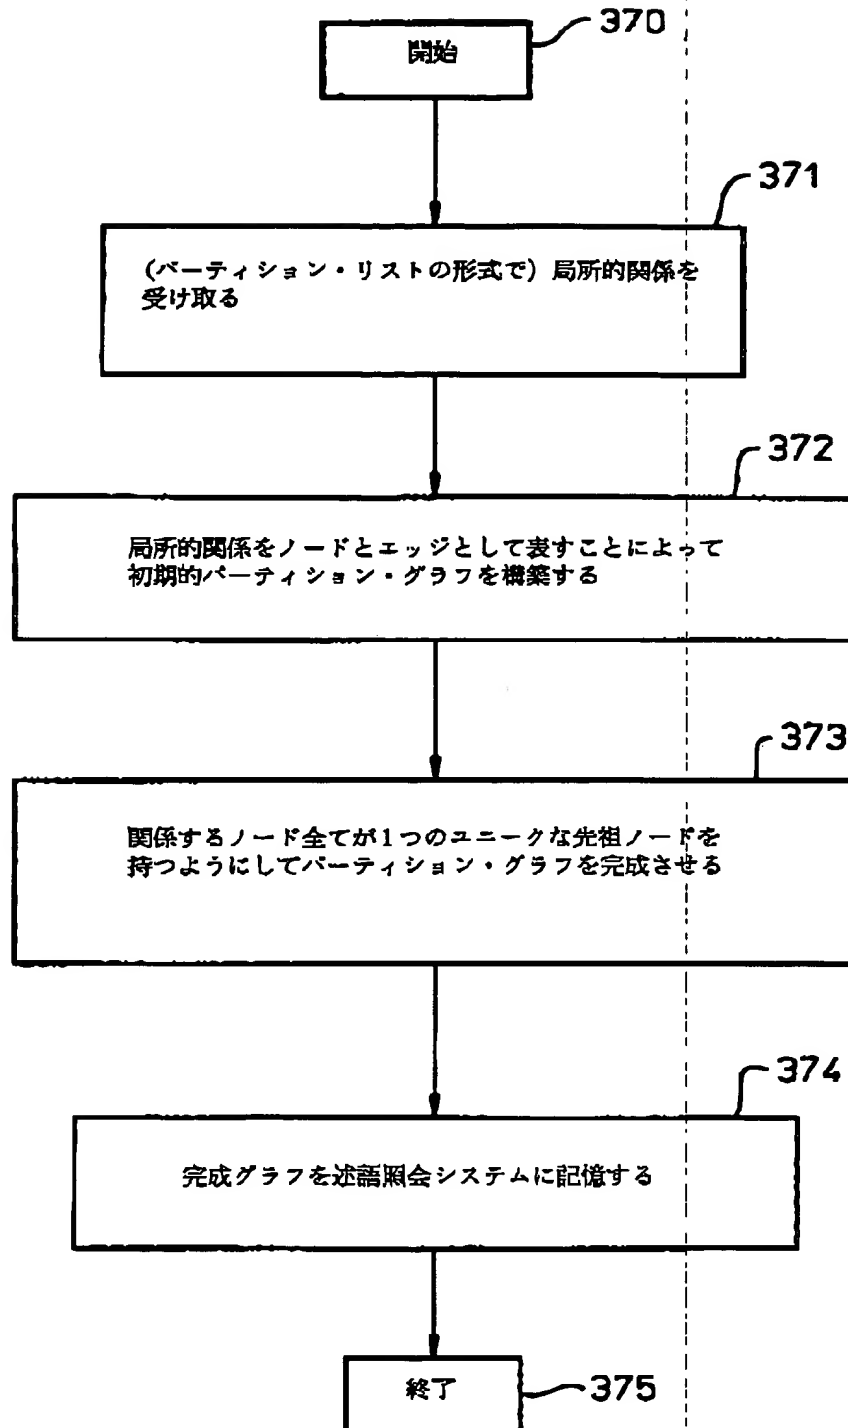 開始
370
371
(パーティション・リストの形式で) 局所的関係を
受け取る
372
局所的関係をノードとエッジとして表すことによって
初期的パーティション・グラフを構築する
373
関係するノード全てが1つのユニークな先祖ノードを
持つようにしてパーティション・グラフを完成させる
374
完成グラフを述語照会システムに記憶する
終了
375